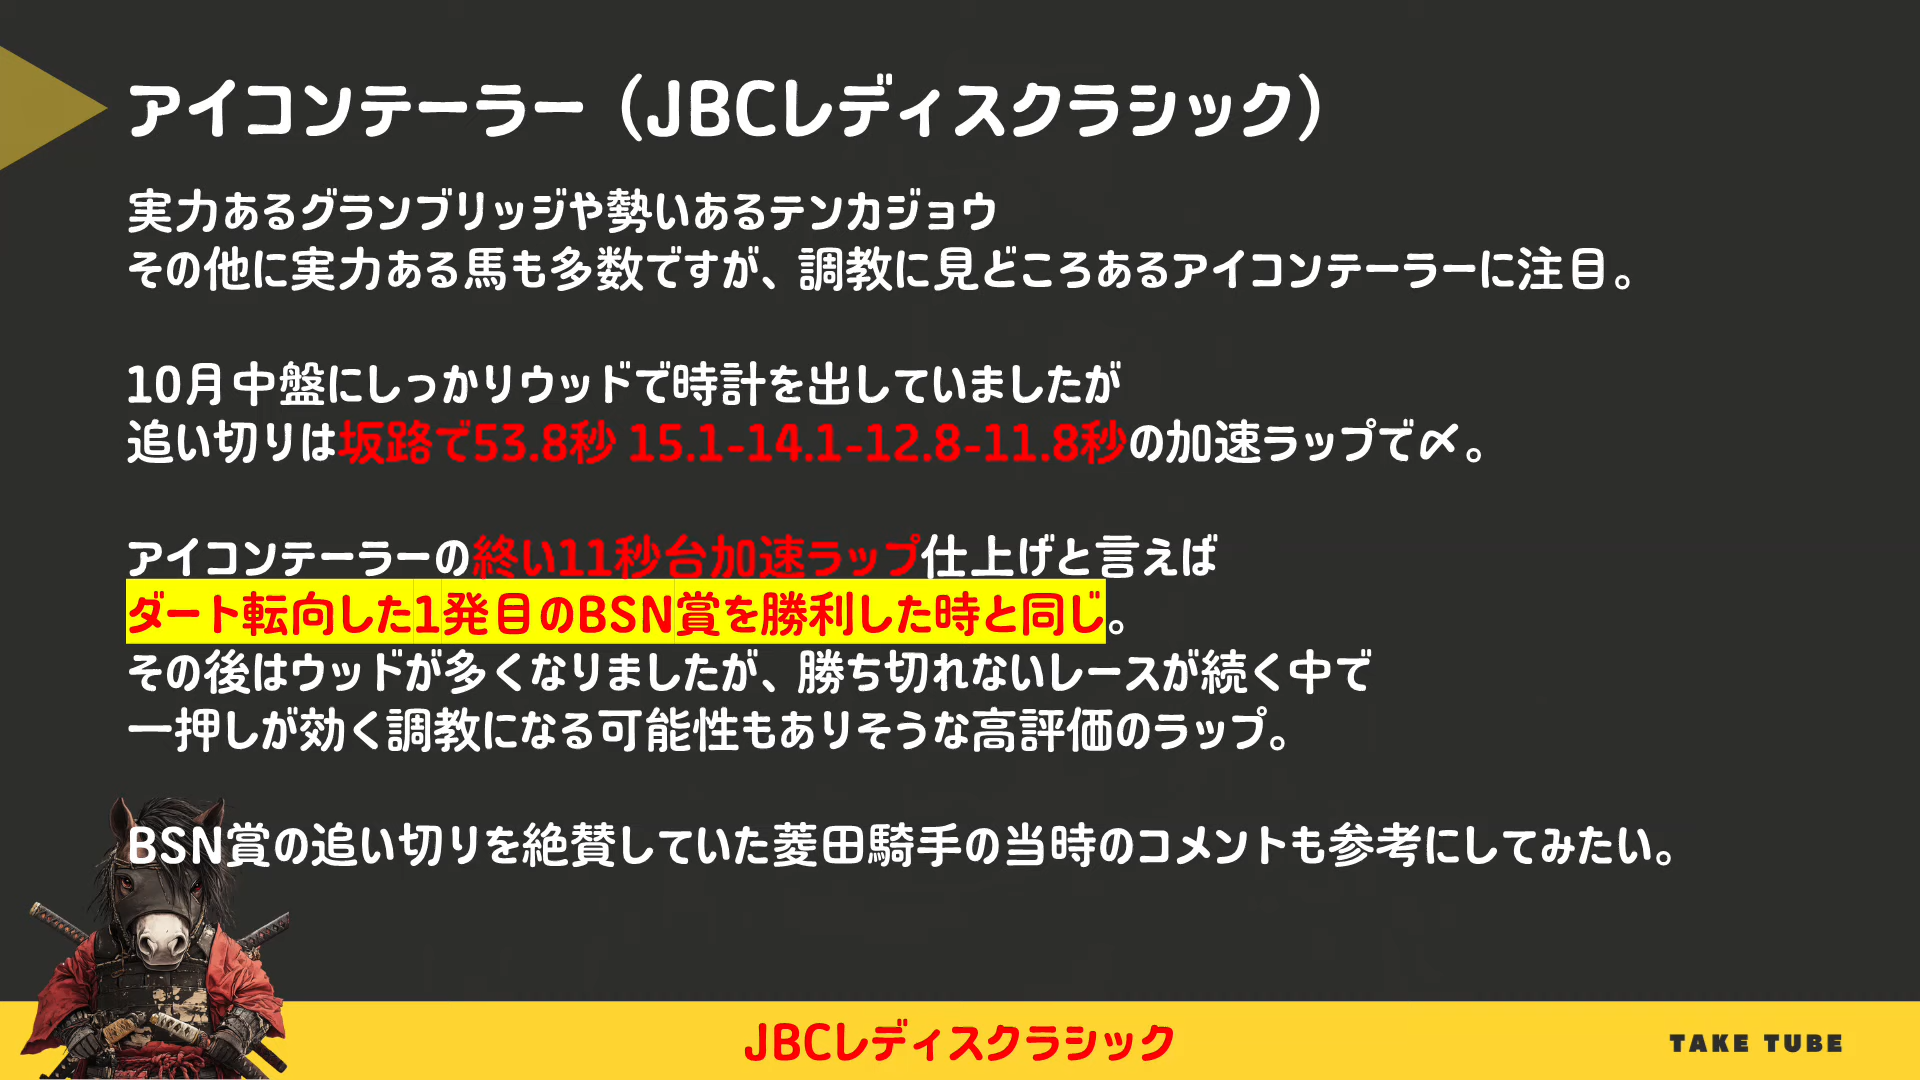 アイコンテーラー（JBCレディスクラシック）
実力あるグランブリッジや勢いあるテンカジョウ
その他に実力ある馬も多数ですが、調教に見どころあるアイコンテーラーに注目。
10月中盤にしっかりウッドで時計を出していましたが
追い切りは坂路で53.8秒 15.1-14.1-12.8-11.8秒の加速ラップで〆。
アイコンテーラーの終い11秒台加速ラップ仕上げと言えば
ダート転向した1発目のBSN賞を勝利した時と同じ。
その後はウッドが多くなりましたが、勝ち切れないレースが続く中で
一押しが効く調教になる可能性もありそうな高評価のラップ。
BSN賞の追い切りを絶賛していた菱田騎手の当時のコメントも参考にしてみたい。
JBCレディスクラシック
TAKE TUBE